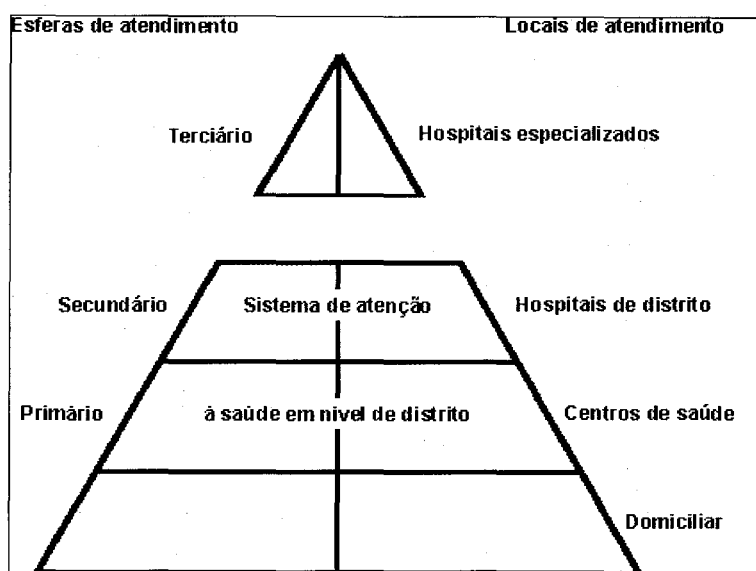 Esferas de atendimento Locais de atendimento
Terciário Hospitais especializados
Secundário Sistema de atenção Hospitais de distrito
Primário à saúde em nivel de distrito Centros de saúde
Domiciliar